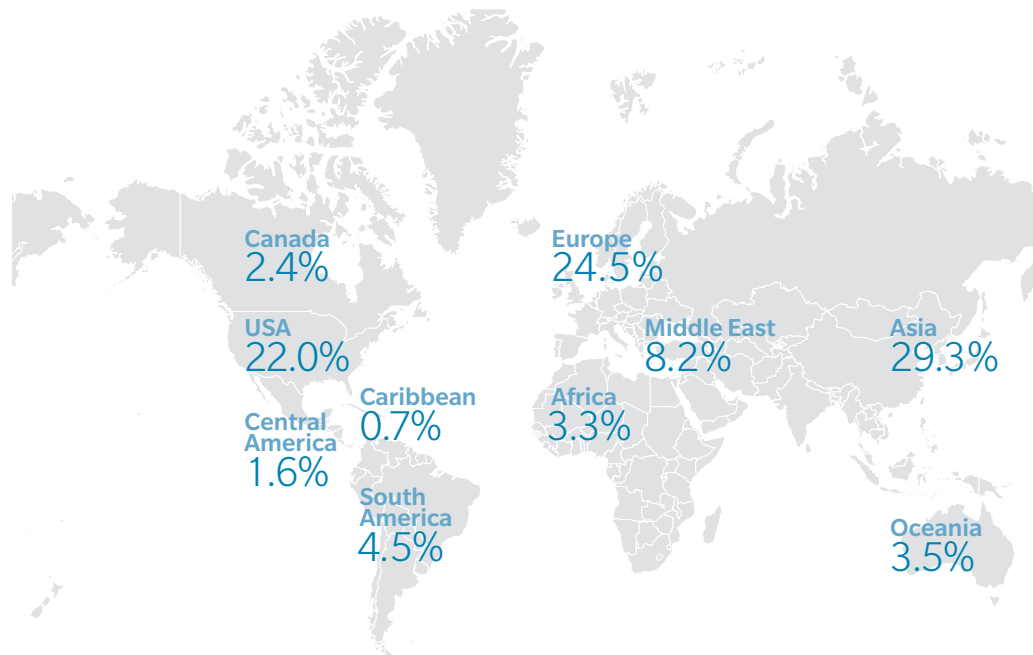 Canada
2.4%
USA
22.0%
Caribbean
0.7%
Central
America
1.6%
South
America
4.5%
Europe
24.5%
Middle East
8.2%
Africa
3.3%
Asia
29.3%
Oceania
3.5%